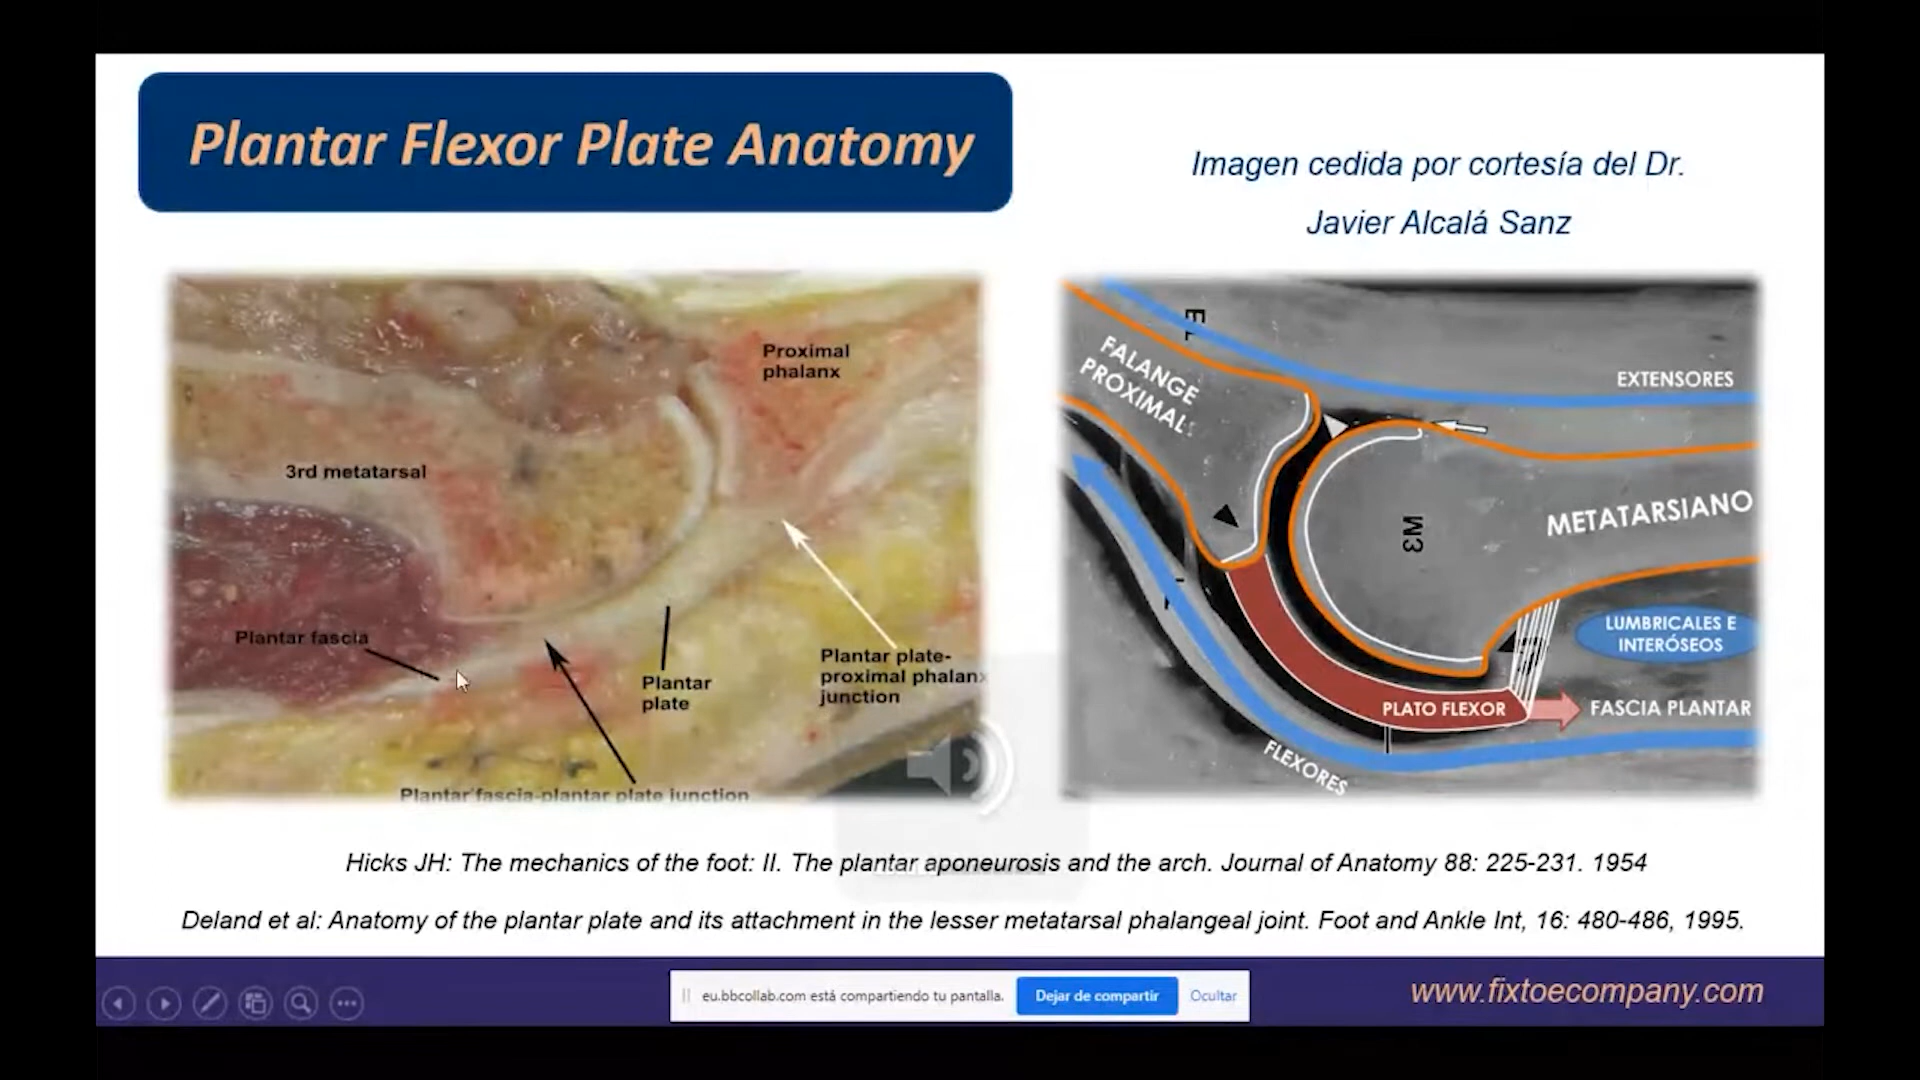 Plantar Flexor Plate Anatomy
Imagen cedida por cortesía del Dr.
Javier Alcalá Sanz
Proximal
phalanx
3rd metatarsal
Plantar fascia
Plantar
plate
Plantar plate-
proximal phalanx
junction
Plantar fascia-plantar plate junction
EL
FALANGE
PROXIMAL
EXTENSORES
METATARSIANO
M3
LUMBRICALES E
INTERÓSEOS
PLATO FLEXOR
FASCIA PLANTAR
FLEXORES
Hicks JH: The mechanics of the foot: II. The plantar aponeurosis and the arch. Journal of Anatomy 88: 225-231. 1954
Deland et al: Anatomy of the plantar plate and its attachment in the lesser metatarsal phalangeal joint. Foot and Ankle Int, 16: 480-486, 1995.
eu.bbcollab.com está compartiendo tu pantalla.
Dejar de compartir
Ocultar
www.fixtoecompany.com